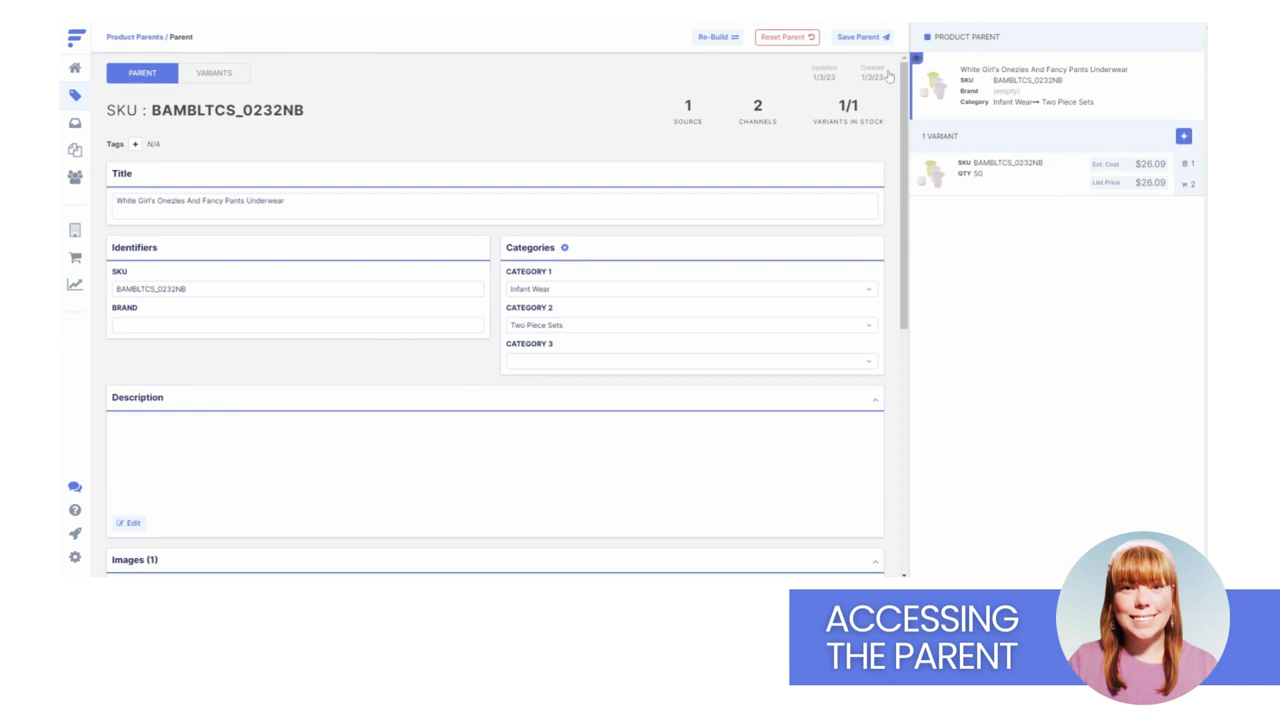 Product Parents / Parent
Re-Build
Reset Parent
Save Parent
PARENT
VARIANTS
Updated
1/3/23
Created
1/3/23
SKU : BAMBLTCS_0232NB
1
SOURCE
2
CHANNELS
1/1
VARIANTS IN STOCK
Tags + N/A
Title
White Girl's Onezies And Fancy Pants Underwear
Identifiers
SKU
BAMBLTCS_0232NB
BRAND
Categories
CATEGORY 1
Infant Wear
CATEGORY 2
Two Piece Sets
CATEGORY 3
Description
Edit
Images (1)
PRODUCT PARENT
White Girl's Onezies And Fancy Pants Underwear
SKU BAMBLTCS_0232NB
Brand (empty)
Category Infant Wear→ Two Piece Sets
1 VARIANT
+
SKU BAMBLTCS_0232NB
QTY 50
Est. Cost $26.09
1
List Price $26.09
2
ACCESSING
THE PARENT